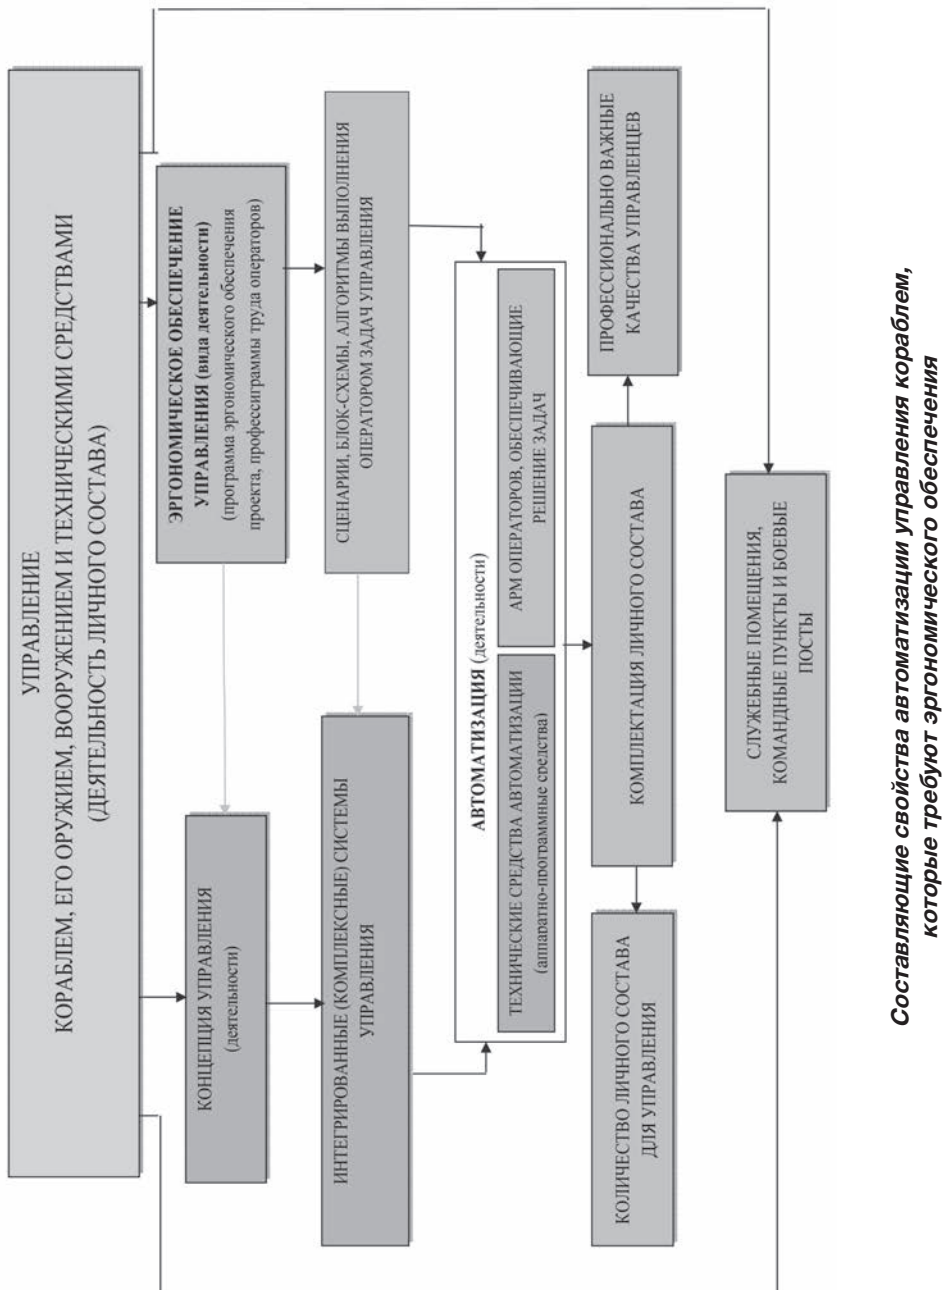 УПРАВЛЕНИЕ
КОРАБЛЕМ, ЕГО ОРУЖИЕМ, ВООРУЖЕНИЕМ И ТЕХНИЧЕСКИМИ СРЕДСТВАМИ
(ДЕЯТЕЛЬНОСТЬ ЛИЧНОГО СОСТАВА)
КОНЦЕПЦИЯ УПРАВЛЕНИЯ
(деятельности)
ЭРГОНОМИЧЕСКОЕ ОБЕСПЕЧЕНИЕ
УПРАВЛЕНИЯ (вида деятельности)
(программа эргономического обеспечения
проекта, профессиграммы труда операторов)
ИНТЕГРИРОВАННЫЕ (КОМПЛЕКСНЫЕ) СИСТЕМЫ
УПРАВЛЕНИЯ
СЦЕНАРИИ, БЛОК-СХЕМЫ, АЛГОРИТМЫ ВЫПОЛНЕНИЯ
ОПЕРАТОРОМ ЗАДАЧ УПРАВЛЕНИЯ
АВТОМАТИЗАЦИЯ (деятельности)
ТЕХНИЧЕСКИЕ СРЕДСТВА АВТОМАТИЗАЦИИ
(аппаратно-программные средства)
АРМ ОПЕРАТОРОВ, ОБЕСПЕЧИВАЮЩИЕ
РЕШЕНИЕ ЗАДАЧ
КОЛИЧЕСТВО ЛИЧНОГО СОСТАВА
ДЛЯ УПРАВЛЕНИЯ
КОМПЛЕКТАЦИЯ ЛИЧНОГО СОСТАВА
ПРОФЕССИОНАЛЬНО ВАЖНЫЕ
КАЧЕСТВА УПРАВЛЕНЦЕВ
СЛУЖЕБНЫЕ ПОМЕЩЕНИЯ,
КОМАНДНЫЕ ПУНКТЫ И БОЕВЫЕ
ПОСТЫ
Составляющие свойства автоматизации управления кораблем,
которые требуют эргономического обеспечения